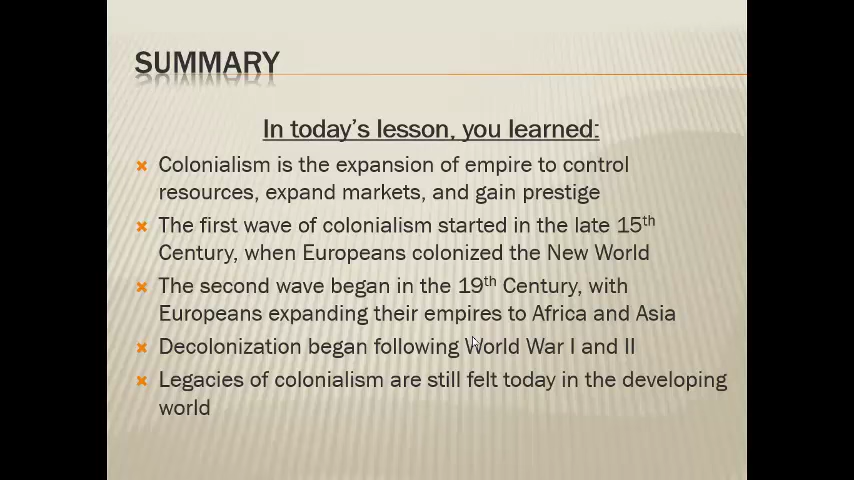 SUMMARY
In today's lesson, you learned:
Colonialism is the expansion of empire to control
resources, expand markets, and gain prestige
The first wave of colonialism started in the late 15th
Century, when Europeans colonized the New World
The second wave began in the 19th Century, with
Europeans expanding their empires to Africa and Asia
Decolonization began following World War I and II
Legacies of colonialism are still felt today in the developing
world